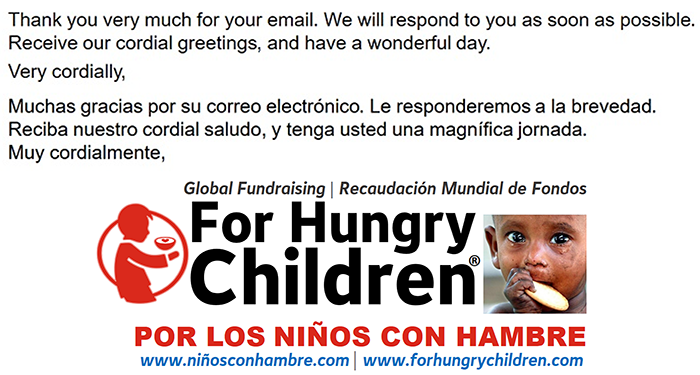 Thank you very much for your email. We will respond to you as soon as possible.
Receive our cordial greetings, and have a wonderful day.
Very cordially,
Muchas gracias por su correo electrónico. Le responderemos a la brevedad.
Reciba nuestro cordial saludo, y tenga usted una magnífica jornada.
Muy cordialmente,
Global Fundraising | Recaudación Mundial de Fondos
For Hungry
Children®
POR LOS NIÑOS CON HAMBRE
www.niñosconhambre.com | www.forhungrychildren.com